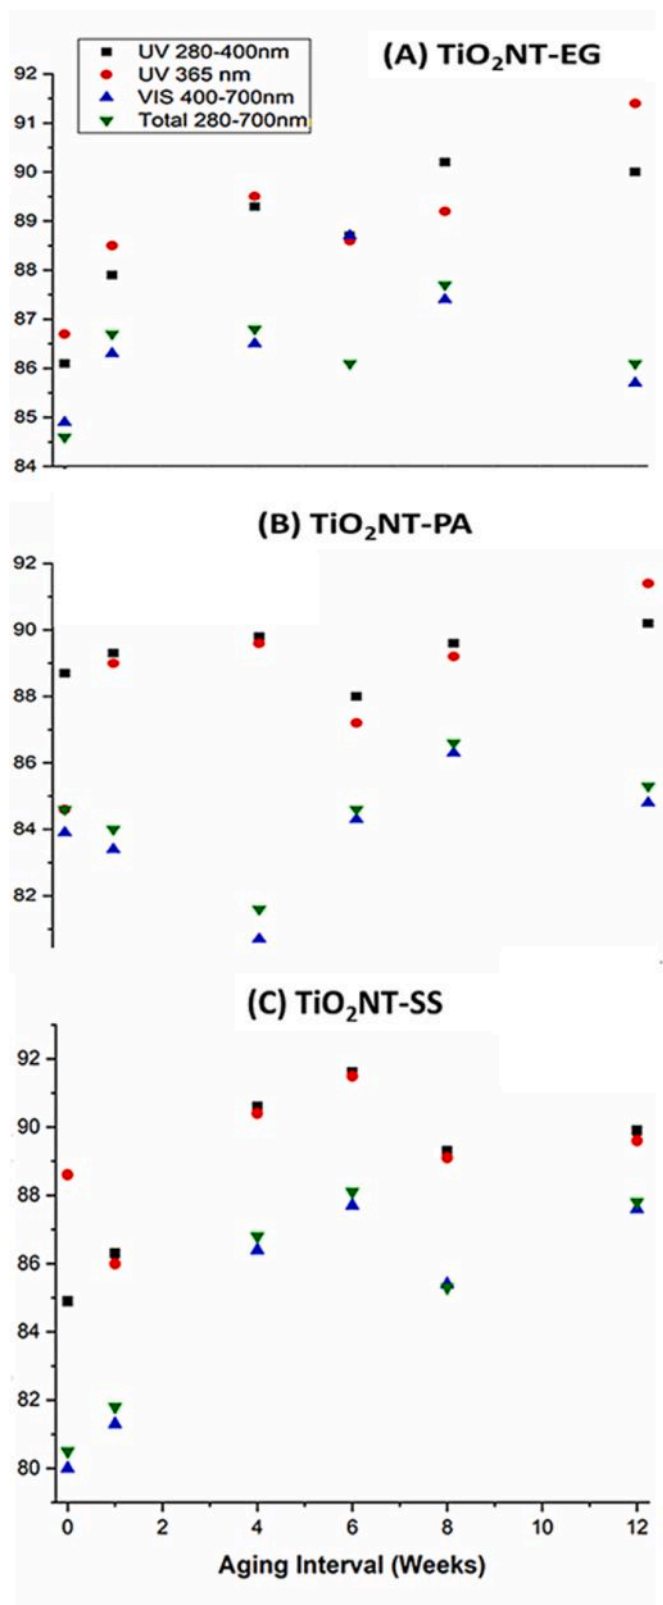 (A) TiO₂NT-EG
UV 280-400nm
UV 365 nm
VIS 400-700nm
Total 280-700nm
92
91
90
89
88
87
86
85
84
(B) TiO₂NT-PA
92
90
88
86
84
82
(C) TiO₂NT-SS
92
90
88
86
84
82
80
0 2 4 6 8 10 12
Aging Interval (Weeks)